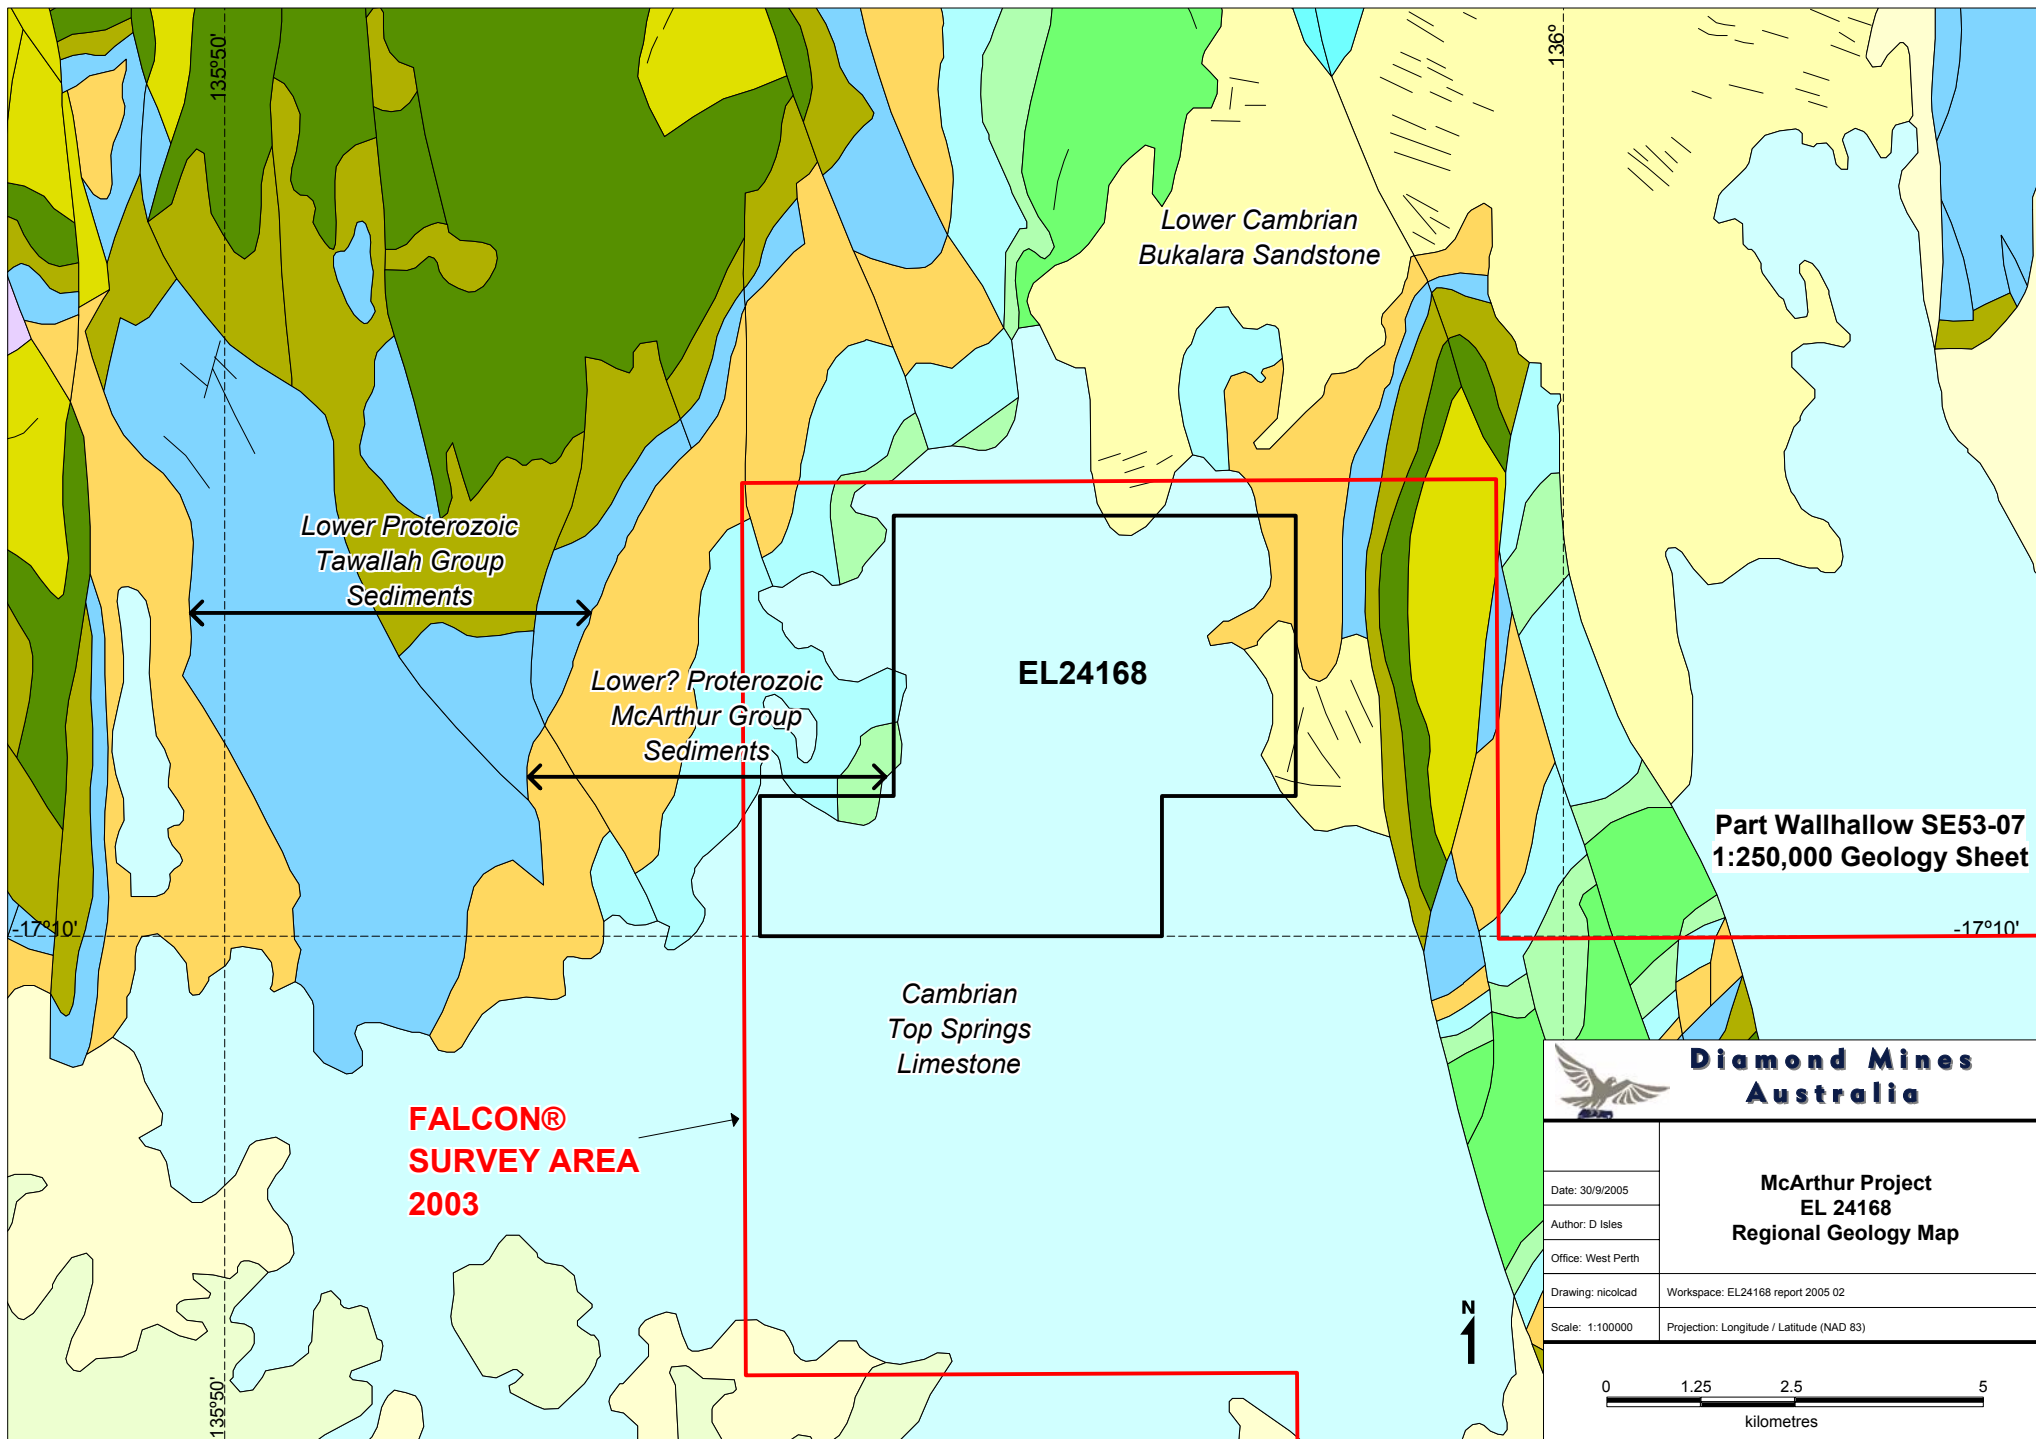 135°50'
136°
Lower Cambrian
Bukalara Sandstone
Lower Proterozoic
Tawallah Group
Sediments
Lower? Proterozoic
McArthur Group
Sediments
EL24168
Part Wallhallow SE53-07
1:250,000 Geology Sheet
-17°10'
-17°10'
Cambrian
Top Springs
Limestone
FALCON®
SURVEY AREA
2003
N
135°50'
Diamond Mines
Australia
McArthur Project
EL 24168
Regional Geology Map
Date: 30/9/2005
Author: D Isles
Office: West Perth
Drawing: nicolcad
Workspace: EL24168 report 2005 02
Scale: 1:100000
Projection: Longitude / Latitude (NAD 83)
0 1.25 2.5 5
kilometres